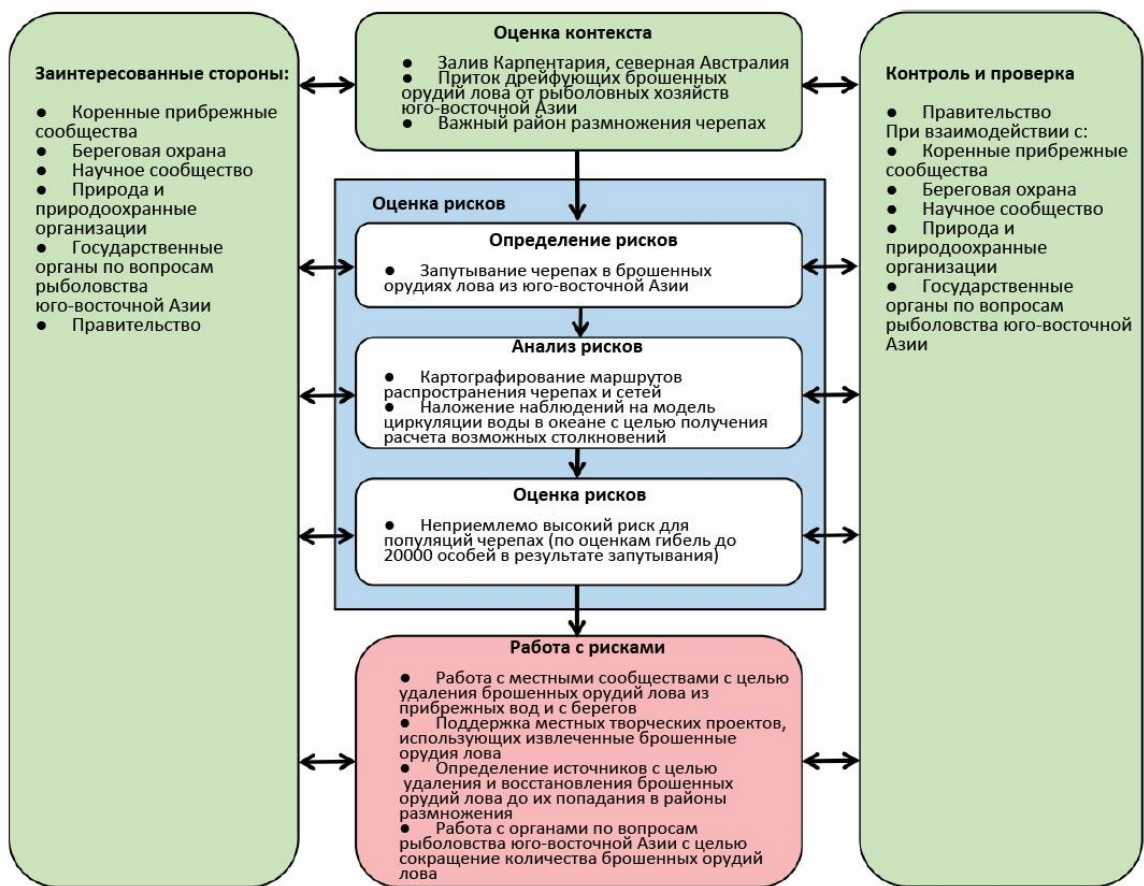 Заинтересованные стороны:
● Коренные прибрежные
сообщества
● Береговая охрана
● Научное сообщество
● Природа и
природоохранные
организации
● Государственные
органы по вопросам
рыболовства
юго-восточной Азии
● Правительство
Оценка контекста
● Залив Карпентария, северная Австралия
● Приток дрейфующих брошенных
орудий лова от рыболовных хозяйств
юго-восточной Азии
● Важный район размножения черепах
Оценка рисков
Определение рисков
● Запутывание черепах в брошенных
орудиях лова из юго-восточной Азии
Анализ рисков
● Картографирование маршрутов
распространения черепах и сетей
● Наложение наблюдений на модель
циркуляции воды в океане с целью получения
расчета возможных столкновений
Оценка рисков
● Неприемлемо высокий риск для
популяций черепах (по оценкам гибель до
20000 особей в результате запутывания)
Работа с рисками
● Работа с местными сообществами с целью
удаления брошенных орудий лова из
прибрежных вод и с берегов
● Поддержка местных творческих проектов,
использующих извлеченные брошенные
орудия лова
● Определение источников с целью
удаления и восстановления брошенных
орудий лова до их попадания в районы
размножения
● Работа с органами по вопросам
рыболовства юго-восточной Азии с целью
сокращение количества брошенных орудий
лова
Контроль и проверка
● Правительство
При взаимодействии с:
● Коренные прибрежные
сообщества
● Береговая охрана
● Научное сообщество
● Природа и
природоохранные
организации
● Государственные
органы по вопросам
рыболовства юго-восточной
Азии